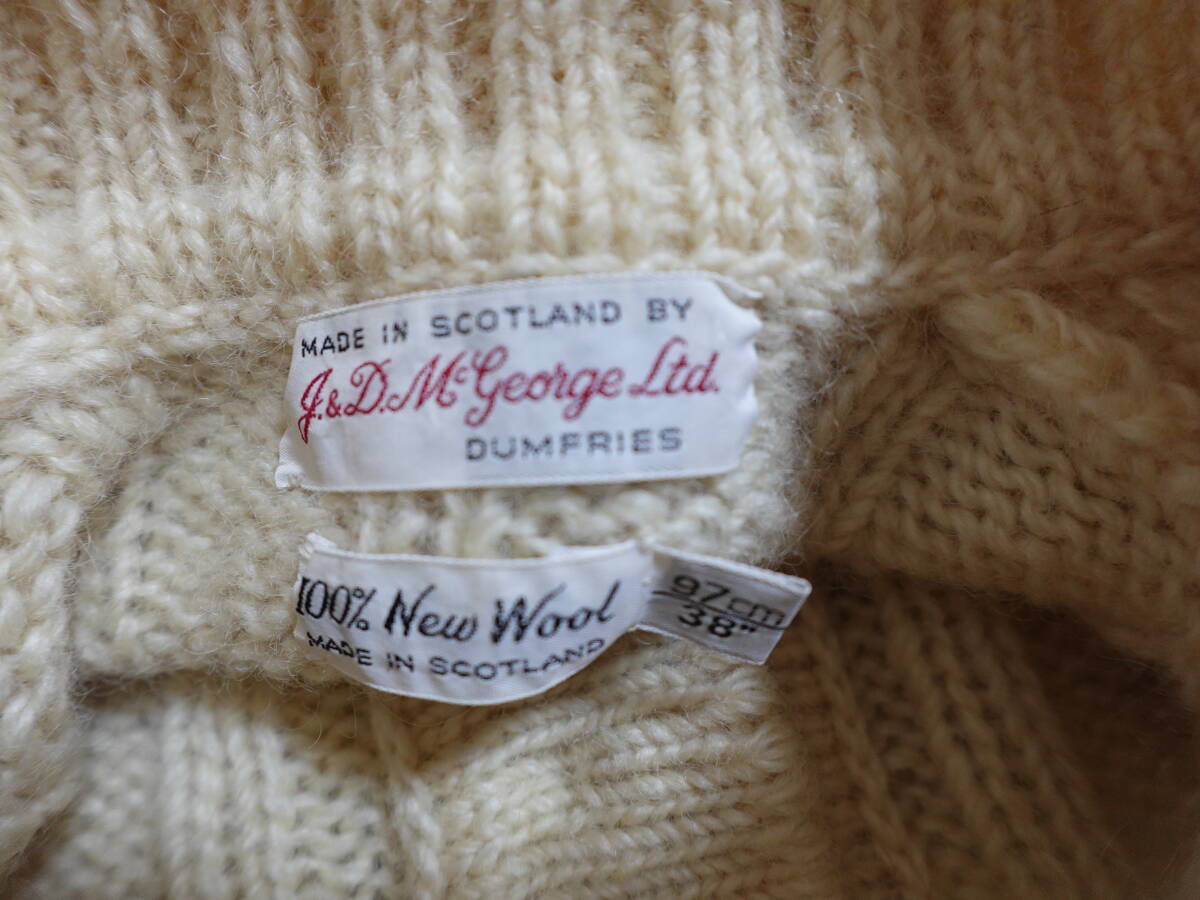 MADE IN SCOTLAND BY
J.&D.McGeorge Ltd.
DUMFRIES
100% New Wool
MADE IN SCOTLAND
97cm
38"